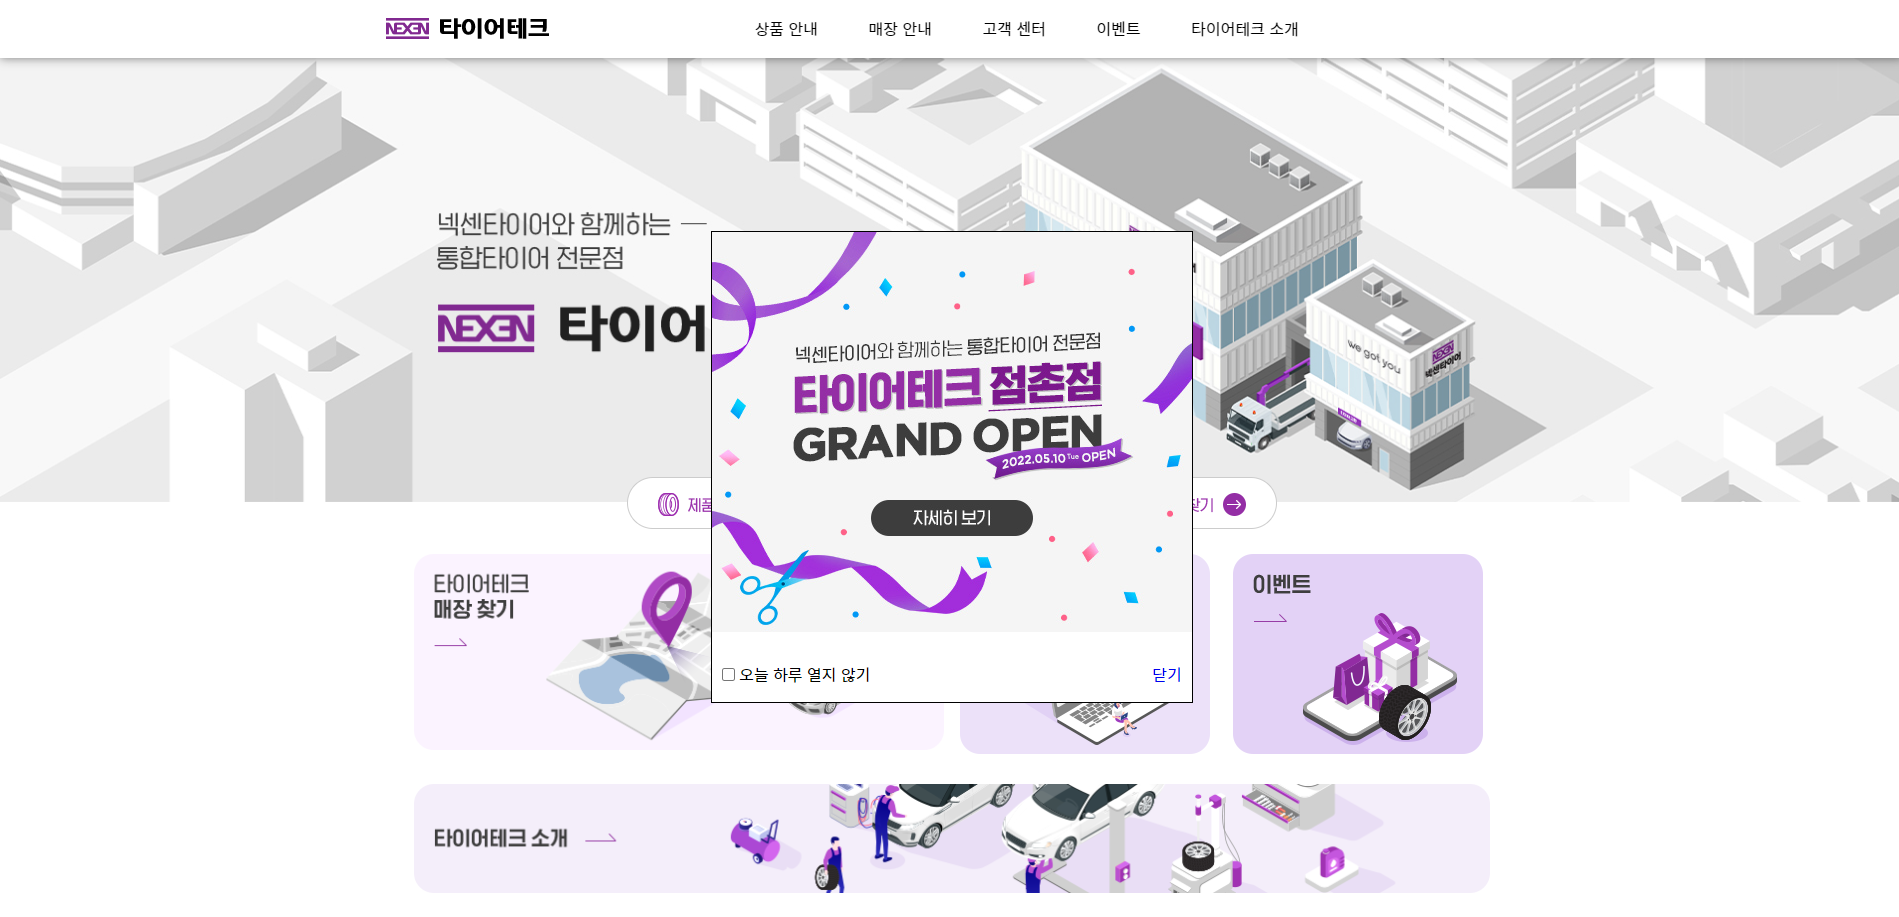 NEXEN 타이어테크
상품 안내
매장 안내
고객 센터
이벤트
타이어테크 소개
넥센타이어와 함께하는
통합타이어 전문점
NEXEN 타이어
넥센타이어와 함께하는 통합타이어 전문점
타이어테크 점촌점
GRAND OPEN
2022.05.10 Tue OPEN
자세히 보기
오늘 하루 열지 않기
닫기
we got you
NEXEN
넥센타이어
제품
찾기
타이어테크
매장 찾기
이벤트
타이어테크 소개